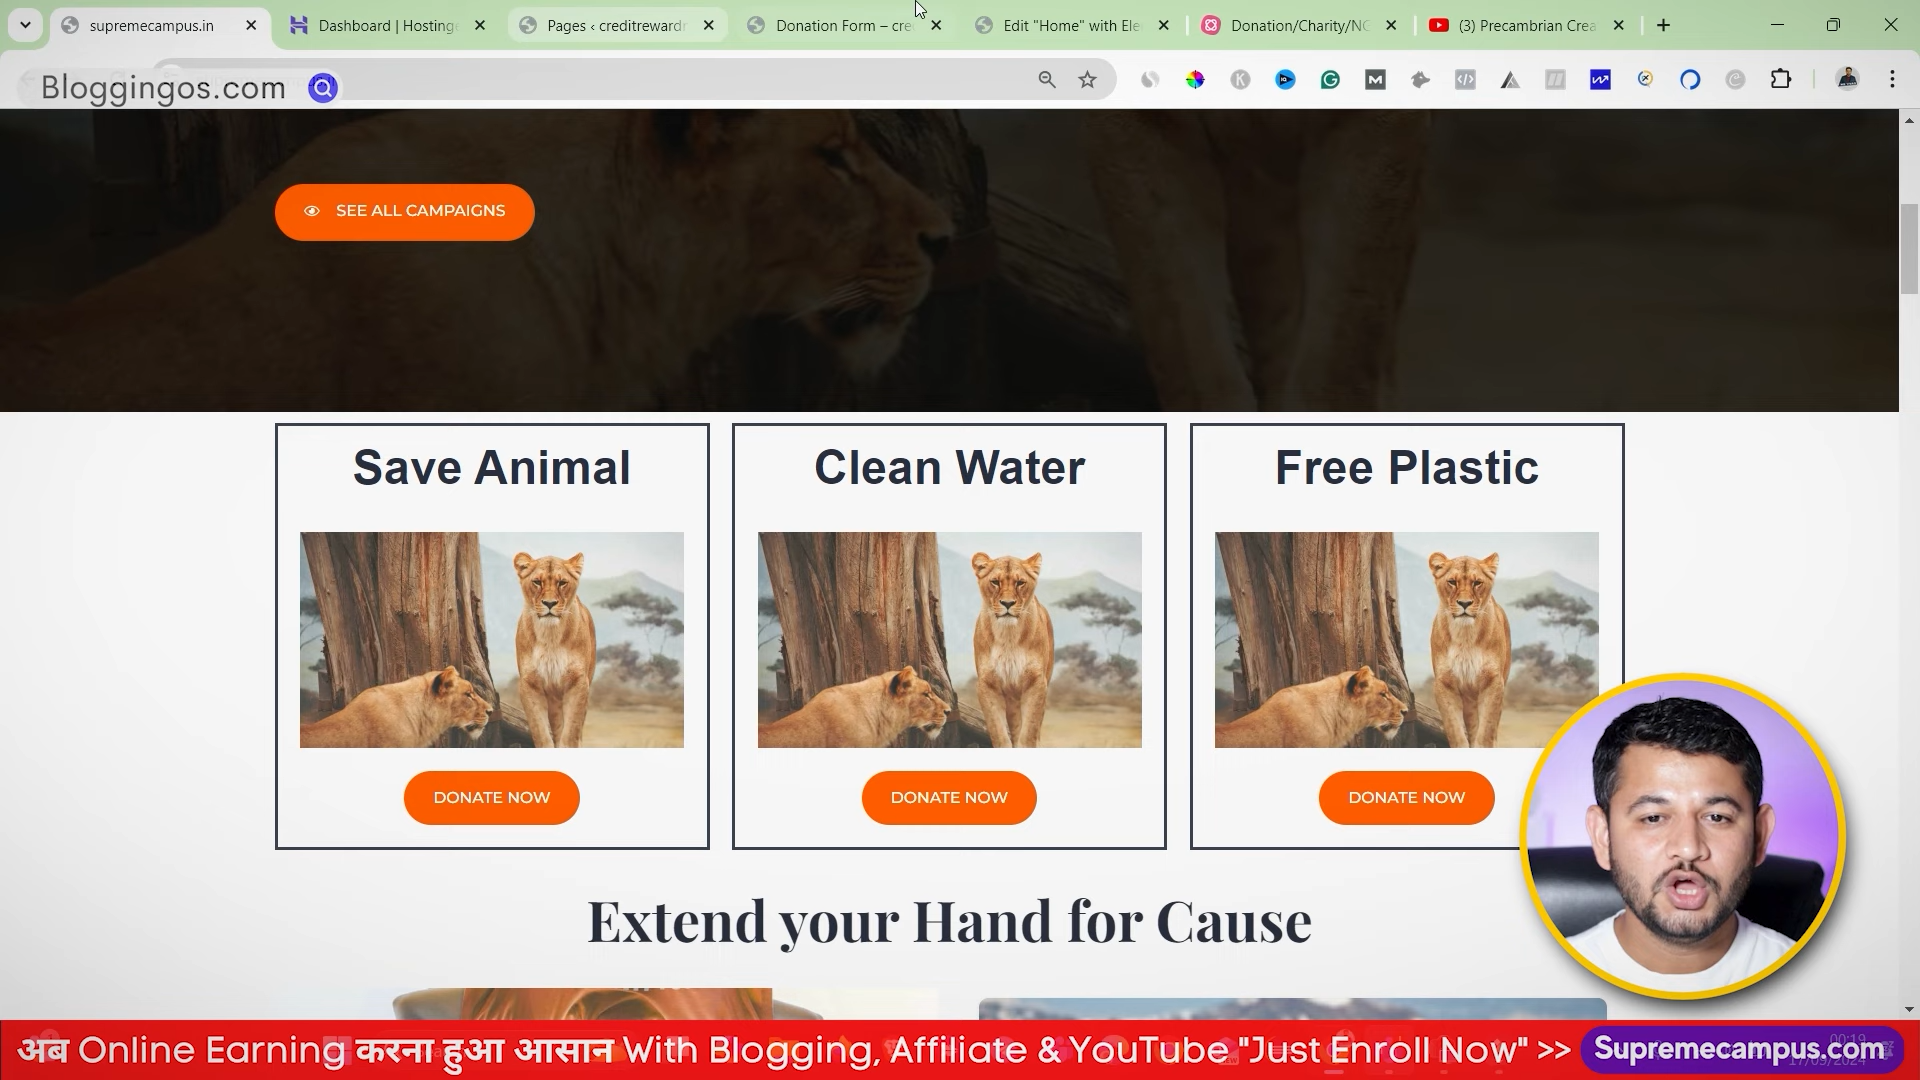 supremecampus.in
Dashboard | Hostinge
Pages ‹ creditrewardr
Donation Form – cre
Edit "Home" with Ele
Donation/Charity/NG
(3) Precambrian Crea
Bloggingos.com
SEE ALL CAMPAIGNS
Save Animal
Clean Water
Free Plastic
DONATE NOW
DONATE NOW
DONATE NOW
Extend your Hand for Cause
अब Online Earning करना हुआ आसान With Blogging, Affiliate & YouTube "Just Enroll Now" >>
Supremecampus.com